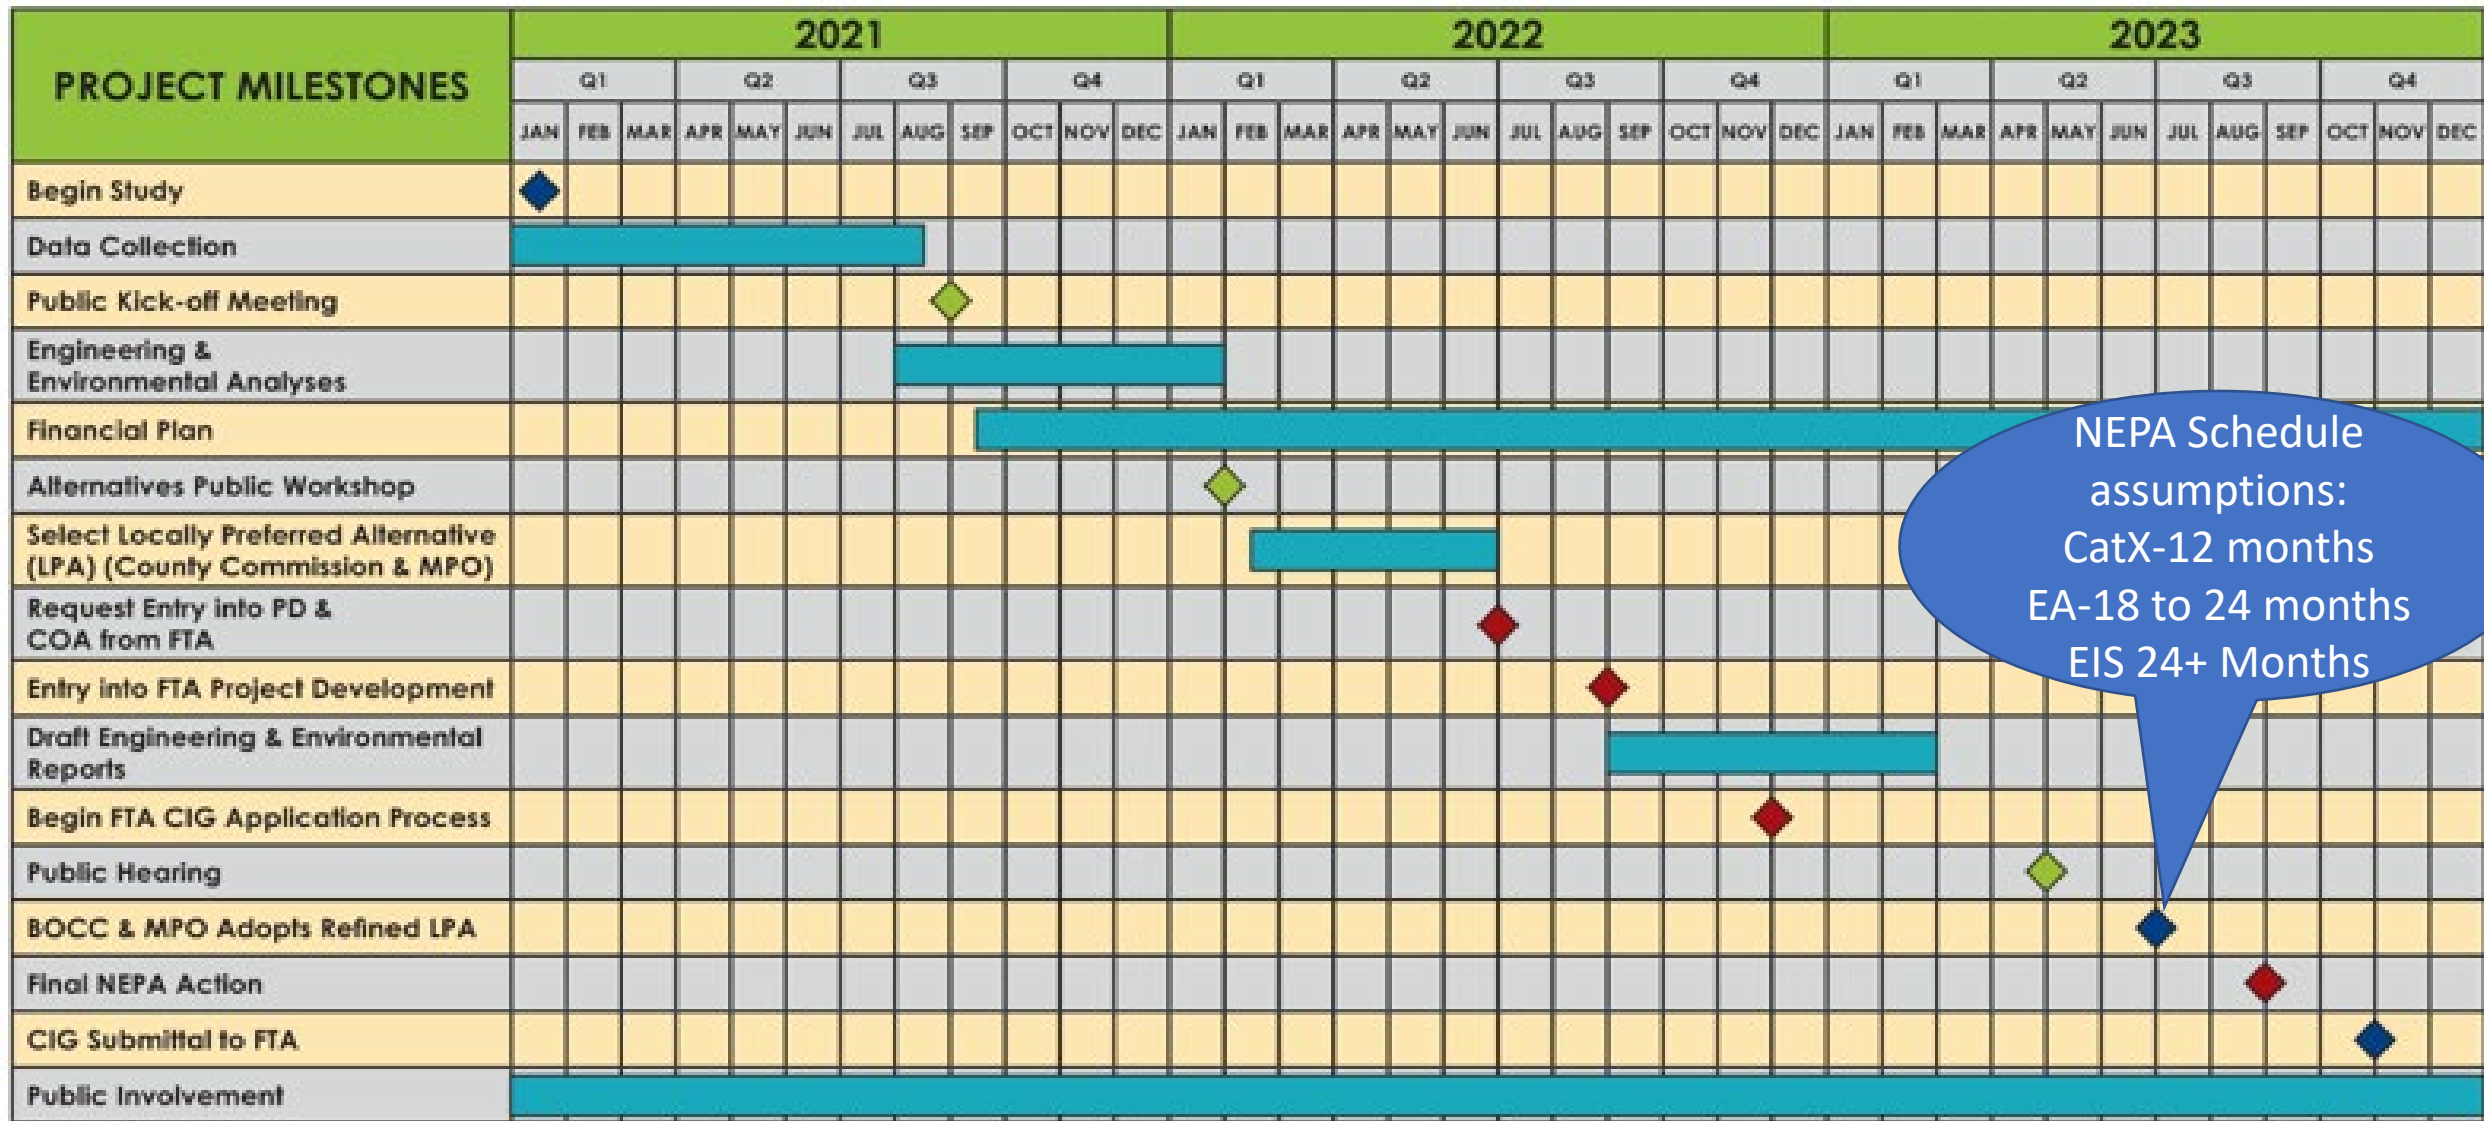 PROJECT MILESTONES
2021 2022 2023
Q1 Q2 Q3 Q4 Q1 Q2 Q3 Q4 Q1 Q2 Q3 Q4
JAN FEB MAR APR MAY JUN JUL AUG SEP OCT NOV DEC JAN FEB MAR APR MAY JUN JUL AUG SEP OCT NOV DEC JAN FEB MAR APR MAY JUN JUL AUG SEP OCT NOV DEC
Begin Study
Data Collection
Public Kick-off Meeting
Engineering &
Environmental Analyses
Financial Plan
Alternatives Public Workshop
Select Locally Preferred Alternative
(LPA) (County Commission & MPO)
Request Entry into PD &
COA from FTA
Entry into FTA Project Development
Draft Engineering & Environmental
Reports
Begin FTA CIG Application Process
Public Hearing
BOCC & MPO Adopts Refined LPA
Final NEPA Action
CIG Submittal to FTA
Public Involvement
NEPA Schedule
assumptions:
CatX-12 months
EA-18 to 24 months
EIS 24+ Months